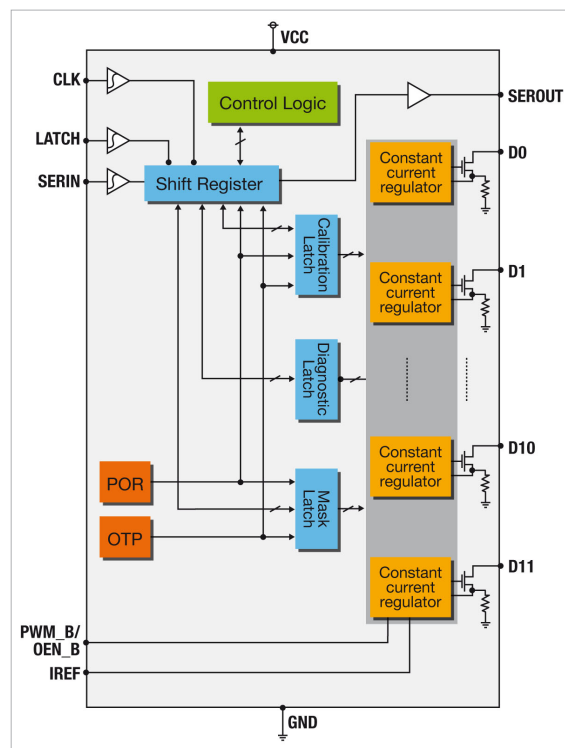 VCC
CLK
SEROUT
Control Logic
LATCH
D0
Constant
current
regulator
SERIN
Shift Register
Calibration
Latch
D1
Constant
current
regulator
Diagnostic
Latch
D10
Constant
current
regulator
POR
Mask
Latch
OTP
D11
Constant
current
regulator
PWM_B/
OEN_B
IREF
GND